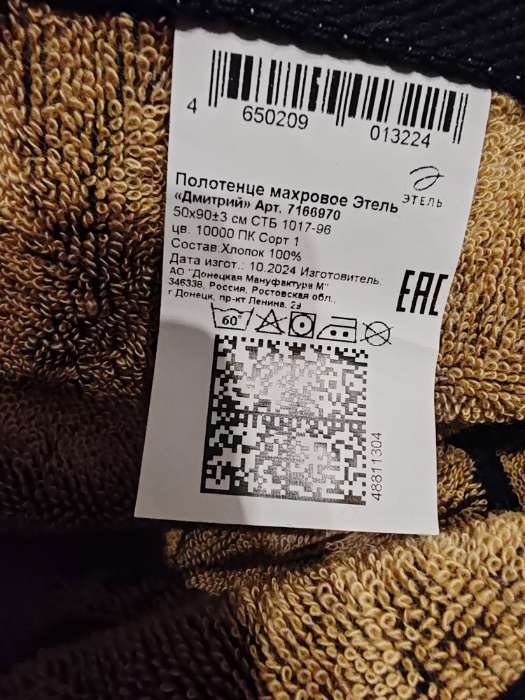 4 650209 013224
Полотенце махровое Этель
«Дмитрий» Арт. 7166970
ЭТЕЛЬ
50х90±3 см СТБ 1017-96
цв. 10000 ПК Сорт 1
Состав:Хлопок 100%
Дата изгот.: 10.2024 Изготовитель:
АО "Донецкая Мануфактура М"
346338, Россия, Ростовская обл.,
г Донецк, пр-кт Ленина, 29
EAC
60°
48811304